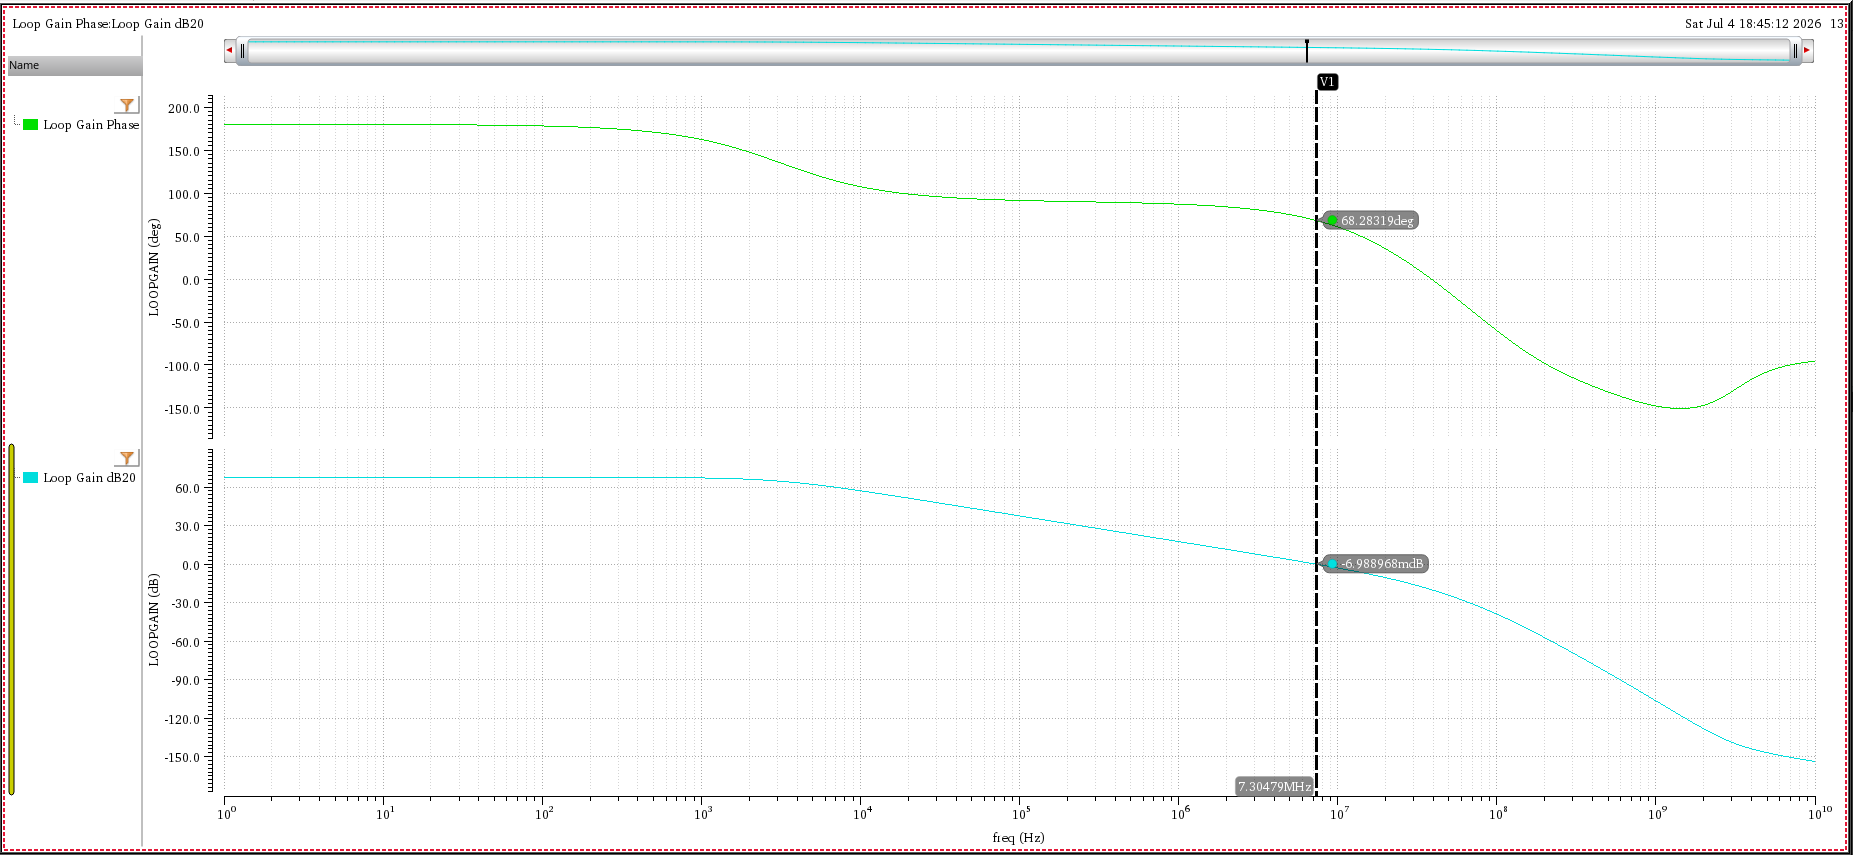 Loop Gain Phase:Loop Gain dB20
Sat Jul 4 18:45:12 2026 13
Name
V1
Loop Gain Phase
200.0
150.0
100.0
50.0
0.0
-50.0
-100.0
-150.0
LOOPGAIN (deg)
68.28319deg
Loop Gain dB20
60.0
30.0
0.0
-30.0
-60.0
-90.0
-120.0
-150.0
LOOPGAIN (dB)
-6.988968mdB
7.30479MHz
10⁰ 10¹ 10² 10³ 10⁴ 10⁵ 10⁶ 10⁷ 10⁸ 10⁹ 10¹⁰
freq (Hz)